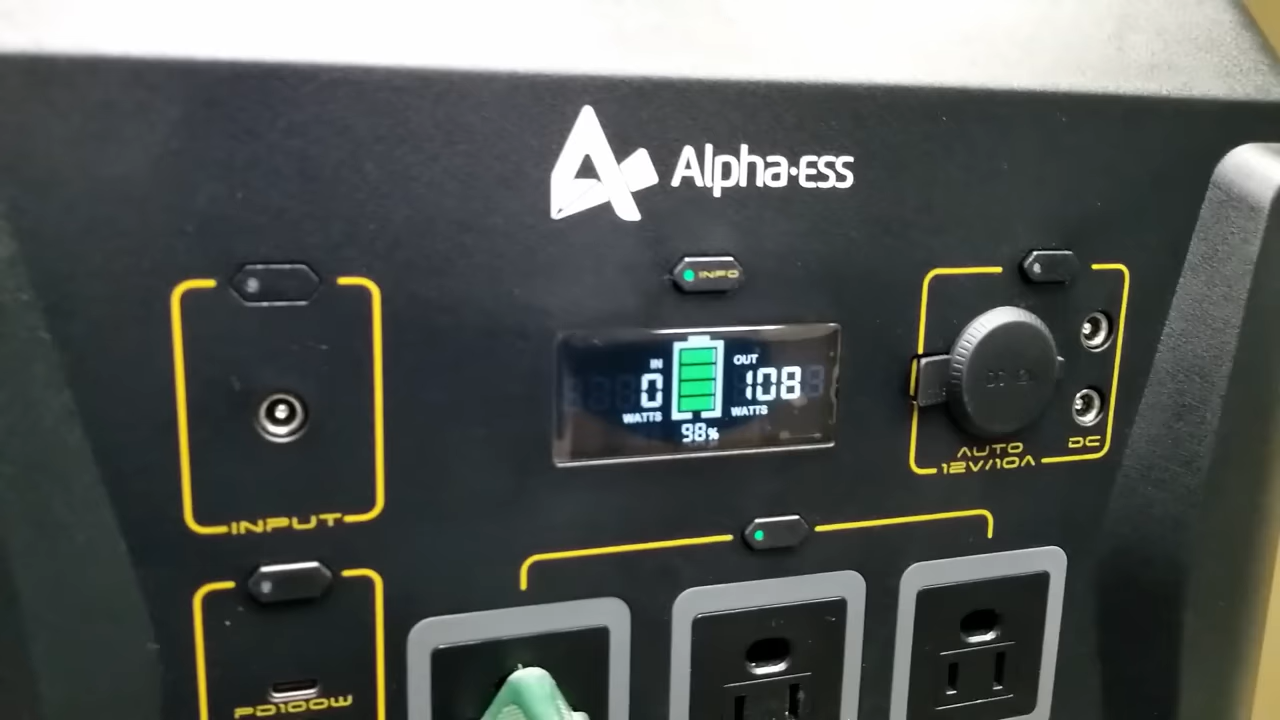 Alpha·ESS
INFO
IN
0
WATTS
OUT
108
WATTS
98%
INPUT
AUTO
12V/10A
DC
PD100W